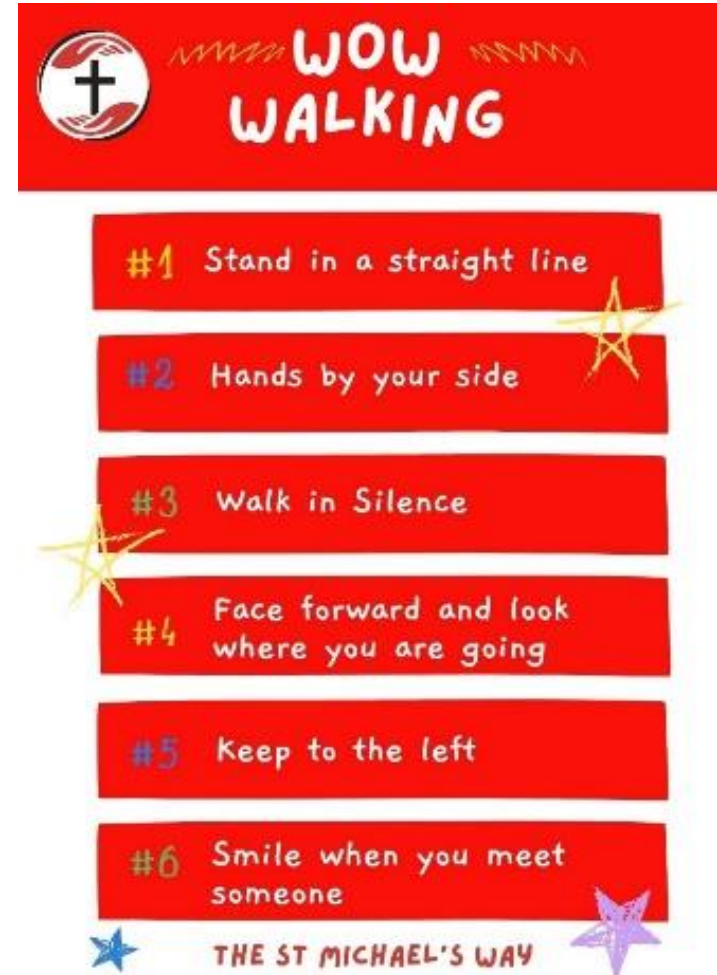 WOW
WALKING
#1 Stand in a straight line
#2 Hands by your side
#3 Walk in Silence
#4 Face forward and look
where you are going
#5 Keep to the left
#6 Smile when you meet
someone
THE ST MICHAEL'S WAY